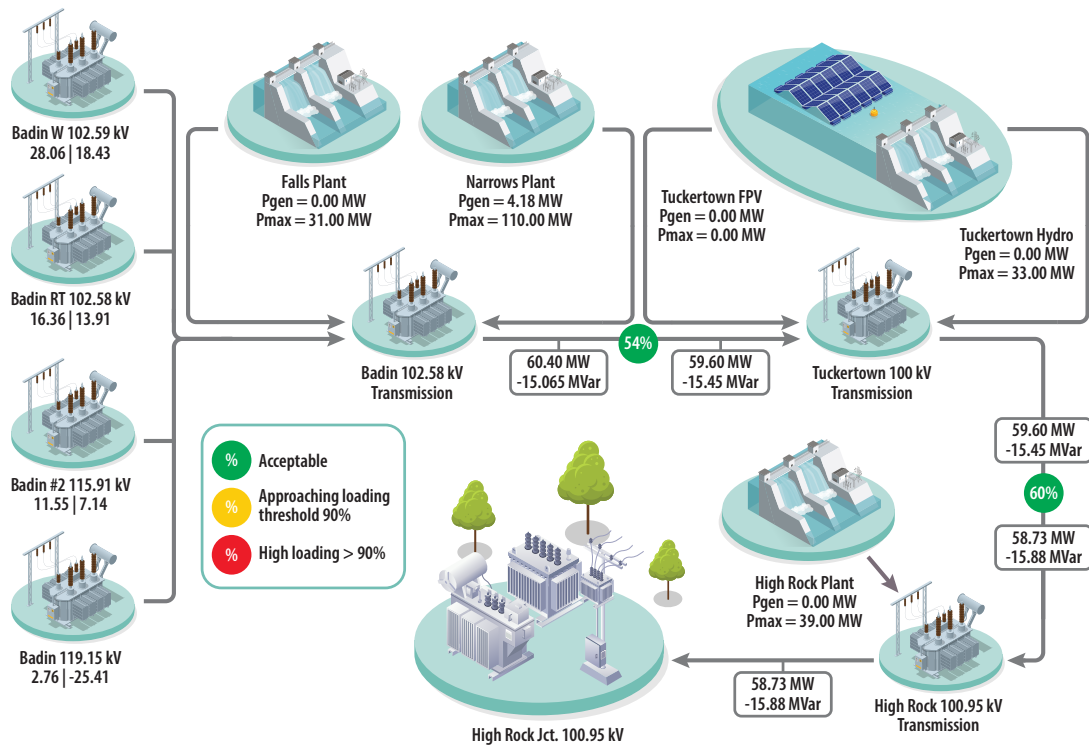 Badin W 102.59 kV
28.06 | 18.43
Badin RT 102.58 kV
16.36 | 13.91
Badin #2 115.91 kV
11.55 | 7.14
Badin 119.15 kV
2.76 | -25.41
Falls Plant
Pgen = 0.00 MW
Pmax = 31.00 MW
Narrows Plant
Pgen = 4.18 MW
Pmax = 110.00 MW
Tuckertown FPV
Pgen = 0.00 MW
Pmax = 0.00 MW
Tuckertown Hydro
Pgen = 0.00 MW
Pmax = 33.00 MW
Badin 102.58 kV
Transmission
60.40 MW
-15.065 MVar
54%
59.60 MW
-15.45 MVar
Tuckertown 100 kV
Transmission
59.60 MW
-15.45 MVar
60%
58.73 MW
-15.88 MVar
% Acceptable
% Approaching loading
threshold 90%
% High loading > 90%
High Rock Plant
Pgen = 0.00 MW
Pmax = 39.00 MW
58.73 MW
-15.88 MVar
High Rock 100.95 kV
Transmission
High Rock Jct. 100.95 kV